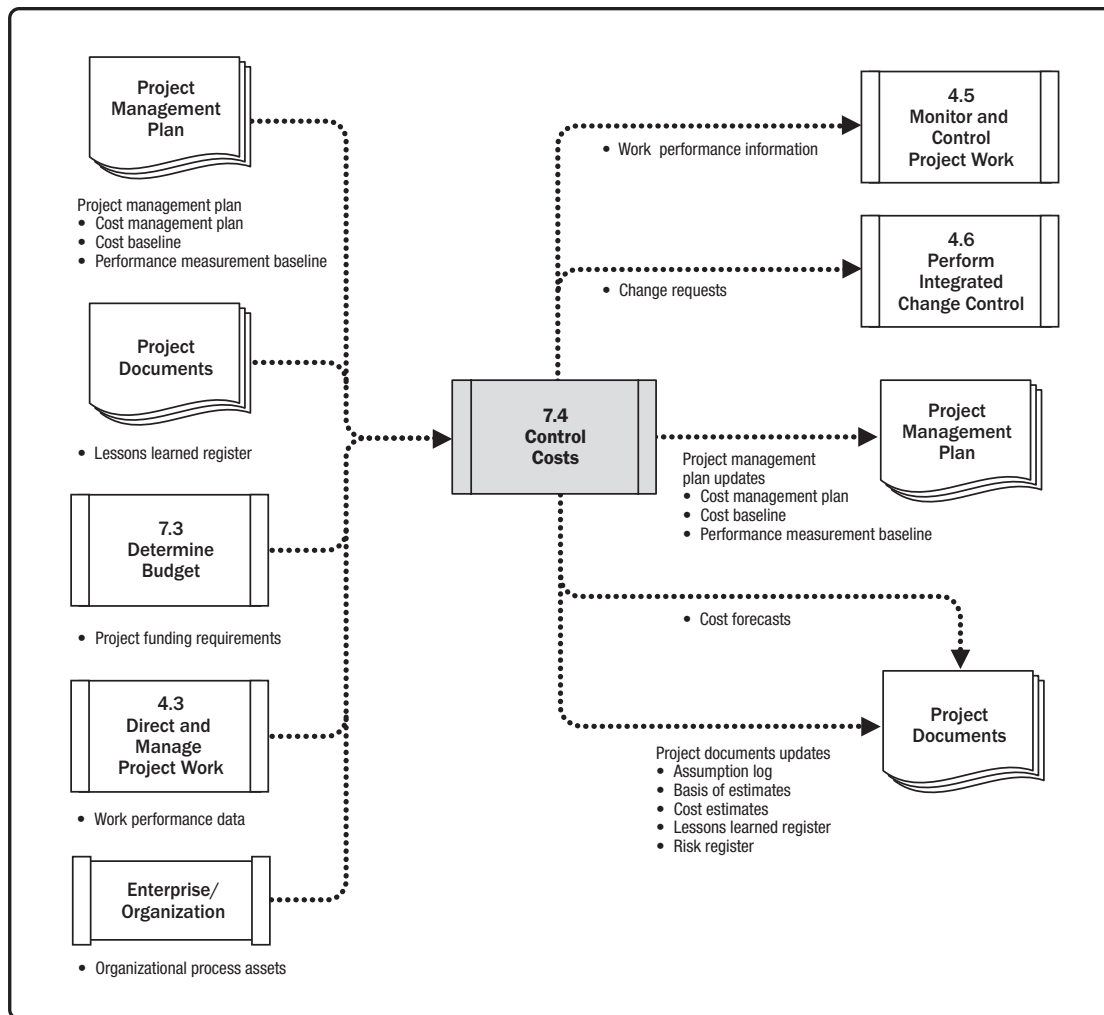 Project
Management
Plan
Project management plan
• Cost management plan
• Cost baseline
• Performance measurement baseline
Project
Documents
• Lessons learned register
7.3
Determine
Budget
• Project funding requirements
4.3
Direct and
Manage
Project Work
• Work performance data
Enterprise/
Organization
• Organizational process assets
7.4
Control
Costs
• Work performance information
4.5
Monitor and
Control
Project Work
• Change requests
4.6
Perform
Integrated
Change Control
Project management
plan updates
• Cost management plan
• Cost baseline
• Performance measurement baseline
Project
Management
Plan
• Cost forecasts
Project documents updates
• Assumption log
• Basis of estimates
• Cost estimates
• Lessons learned register
• Risk register
Project
Documents